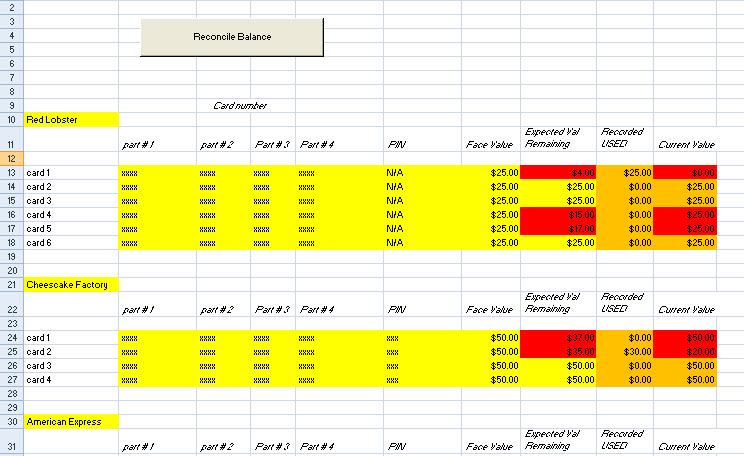 2
3
4 Reconcile Balance
5
6
7
8
9 Card number
10 Red Lobster
11 part # 1 part # 2 Part # 3 Part # 4 PIN Face Value Expected Val Remaining Recorded USED Current Value
12
13 card 1 xxxx xxxx xxxx xxxx N/A $25.00 $4.00 $25.00 $0.00
14 card 2 xxxx xxxx xxxx xxxx N/A $25.00 $25.00 $0.00 $25.00
15 card 3 xxxx xxxx xxxx xxxx N/A $25.00 $25.00 $0.00 $25.00
16 card 4 xxxx xxxx xxxx xxxx N/A $25.00 $15.00 $0.00 $25.00
17 card 5 xxxx xxxx xxxx xxxx N/A $25.00 $17.00 $0.00 $25.00
18 card 6 xxxx xxxx xxxx xxxx N/A $25.00 $25.00 $0.00 $25.00
19
20
21 Cheescake Factory
22 part # 1 part # 2 Part # 3 Part # 4 PIN Face Value Expected Val Remaining Recorded USED Current Value
23
24 card 1 xxxx xxxx xxxx xxxx xxx $50.00 $37.00 $0.00 $50.00
25 card 2 xxxx xxxx xxxx xxxx xxx $50.00 $35.00 $30.00 $20.00
26 card 3 xxxx xxxx xxxx xxxx xxx $50.00 $50.00 $0.00 $50.00
27 card 4 xxxx xxxx xxxx xxxx xxx $50.00 $50.00 $0.00 $50.00
28
29
30 American Express
31 part # 1 part # 2 Part # 3 Part # 4 PIN Face Value Expected Val Remaining Recorded USED Current Value